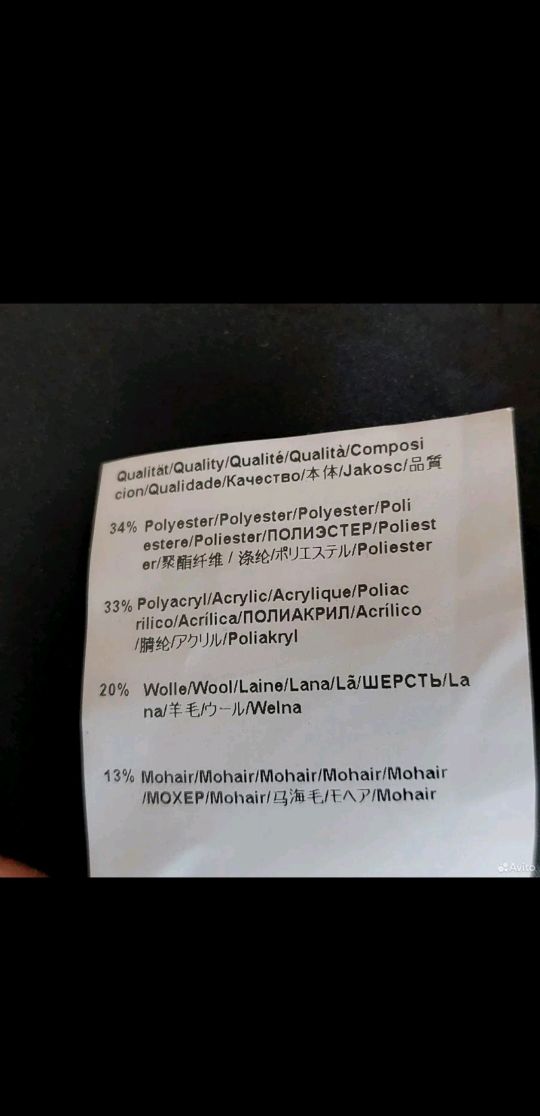 Qualität/Quality/Qualité/Qualità/Composi
cion/Qualidade/Качество/本体/Jakosc/品質
34% Polyester/Polyester/Polyester/Poli
estere/Poliester/ПОЛИЭСТЕР/Poliest
er/聚酯纤维 / 涤纶/ポリエステル/Poliester
33% Polyacryl/Acrylic/Acrylique/Poliac
rilico/Acrílica/ПОЛИАКРИЛ/Acrílico
/腈纶/アクリル/Poliakryl
20% Wolle/Wool/Laine/Lana/Lã/ШЕРСТЬ/La
na/羊毛/ウール/Welna
13% Mohair/Mohair/Mohair/Mohair/Mohair
/МОХЕР/Mohair/马海毛/モヘア/Mohair
Avito